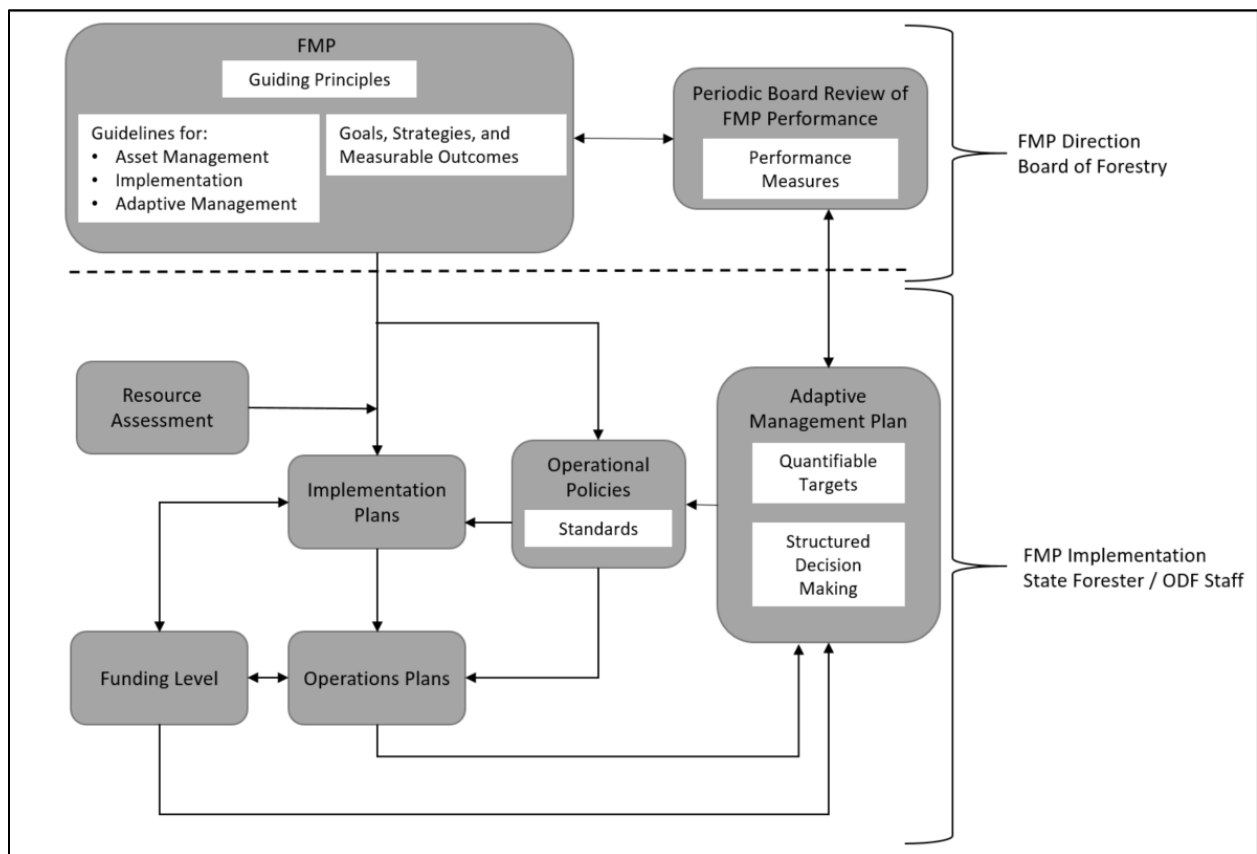 FMP
Guiding Principles
Guidelines for:
• Asset Management
• Implementation
• Adaptive Management
Goals, Strategies, and
Measurable Outcomes
Periodic Board Review of
FMP Performance
Performance
Measures
FMP Direction
Board of Forestry
Resource
Assessment
Implementation
Plans
Operational
Policies
Standards
Adaptive
Management Plan
Quantifiable
Targets
Structured
Decision
Making
FMP Implementation
State Forester / ODF Staff
Funding Level
Operations Plans